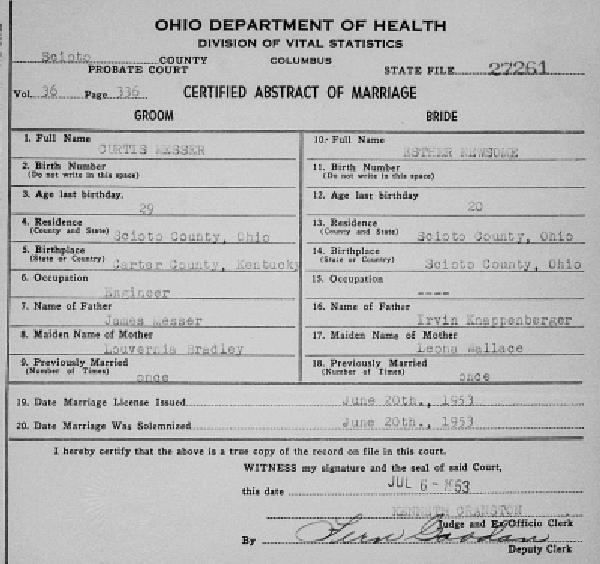 OHIO DEPARTMENT OF HEALTH
DIVISION OF VITAL STATISTICS
Scioto COUNTY COLUMBUS
PROBATE COURT STATE FILE 27261
Vol. 36 Page 336 CERTIFIED ABSTRACT OF MARRIAGE
GROOM BRIDE
1. Full Name 10. Full Name
CURTIS MESSER ESTHER NEWSOME
2. Birth Number 11. Birth Number
(Do not write in this space) (Do not write in this space)
3. Age last birthday. 12. Age last birthday
29 20
4. Residence 13. Residence
(County and State) Scioto County, Ohio (County and State) Scioto County, Ohio
5. Birthplace 14. Birthplace
(State or Country) Carter County, Kentucky (State or Country) Scioto County, Ohio
6. Occupation 15. Occupation
Engineer ----
7. Name of Father 16. Name of Father
James Messer Irvin Knappenberger
8. Maiden Name of Mother 17. Maiden Name of Mother
Louvernia Bradley Leona Wallace
9. Previously Married 18. Previously Married
(Number of Times) once (Number of Times) once
19. Date Marriage License Issued June 20th., 1953
20. Date Marriage Was Solemnized June 20th., 1953
I hereby certify that the above is a true copy of the record on file in this court.
WITNESS my signature and the seal of said Court,
this date JUL 6 - 1953
KENNETH CRANSTON
Judge and Ex-Officio Clerk
By Fern Goodan
Deputy Clerk